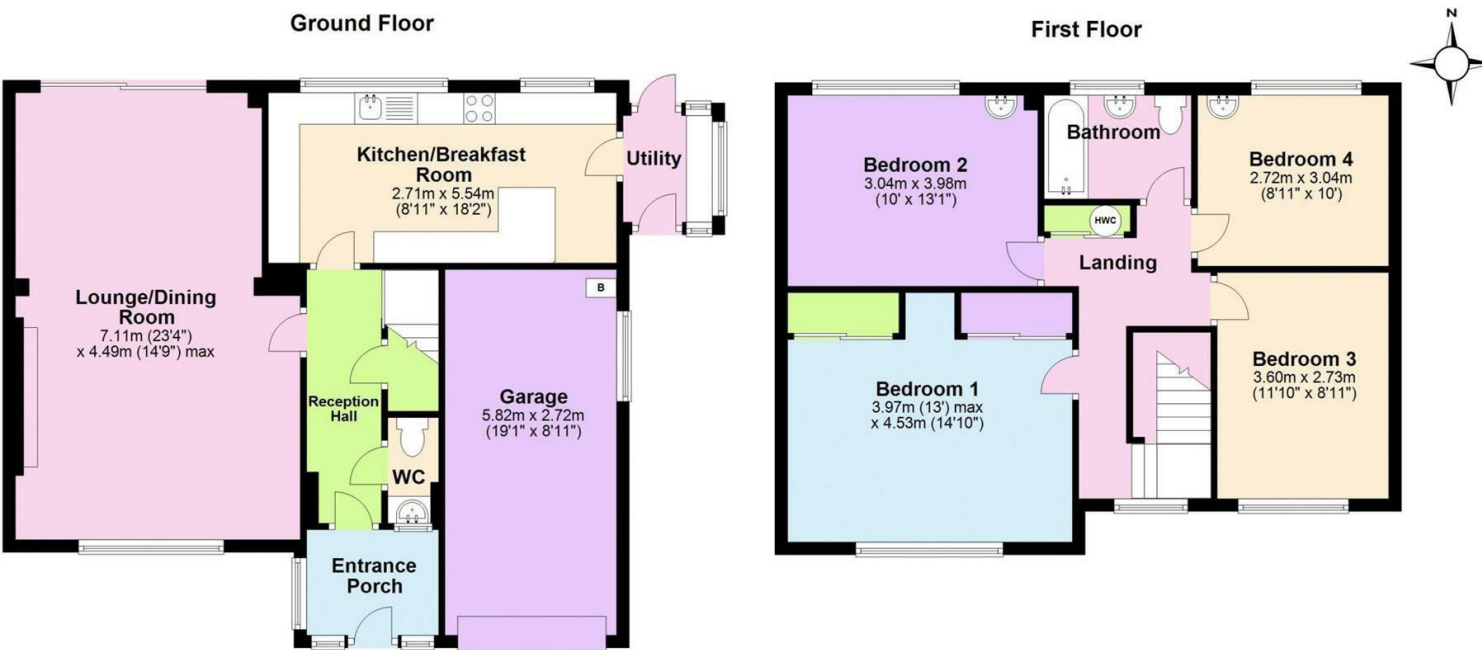 Ground Floor
Kitchen/Breakfast
Room
2.71m x 5.54m
(8'11" x 18'2")
Utility
Lounge/Dining
Room
7.11m (23'4")
x 4.49m (14'9") max
Reception
Hall
WC
B
Garage
5.82m x 2.72m
(19'1" x 8'11")
Entrance
Porch
First Floor
N
Bedroom 2
3.04m x 3.98m
(10' x 13'1")
Bathroom
Bedroom 4
2.72m x 3.04m
(8'11" x 10')
HWC
Landing
Bedroom 1
3.97m (13') max
x 4.53m (14'10")
Bedroom 3
3.60m x 2.73m
(11'10" x 8'11")